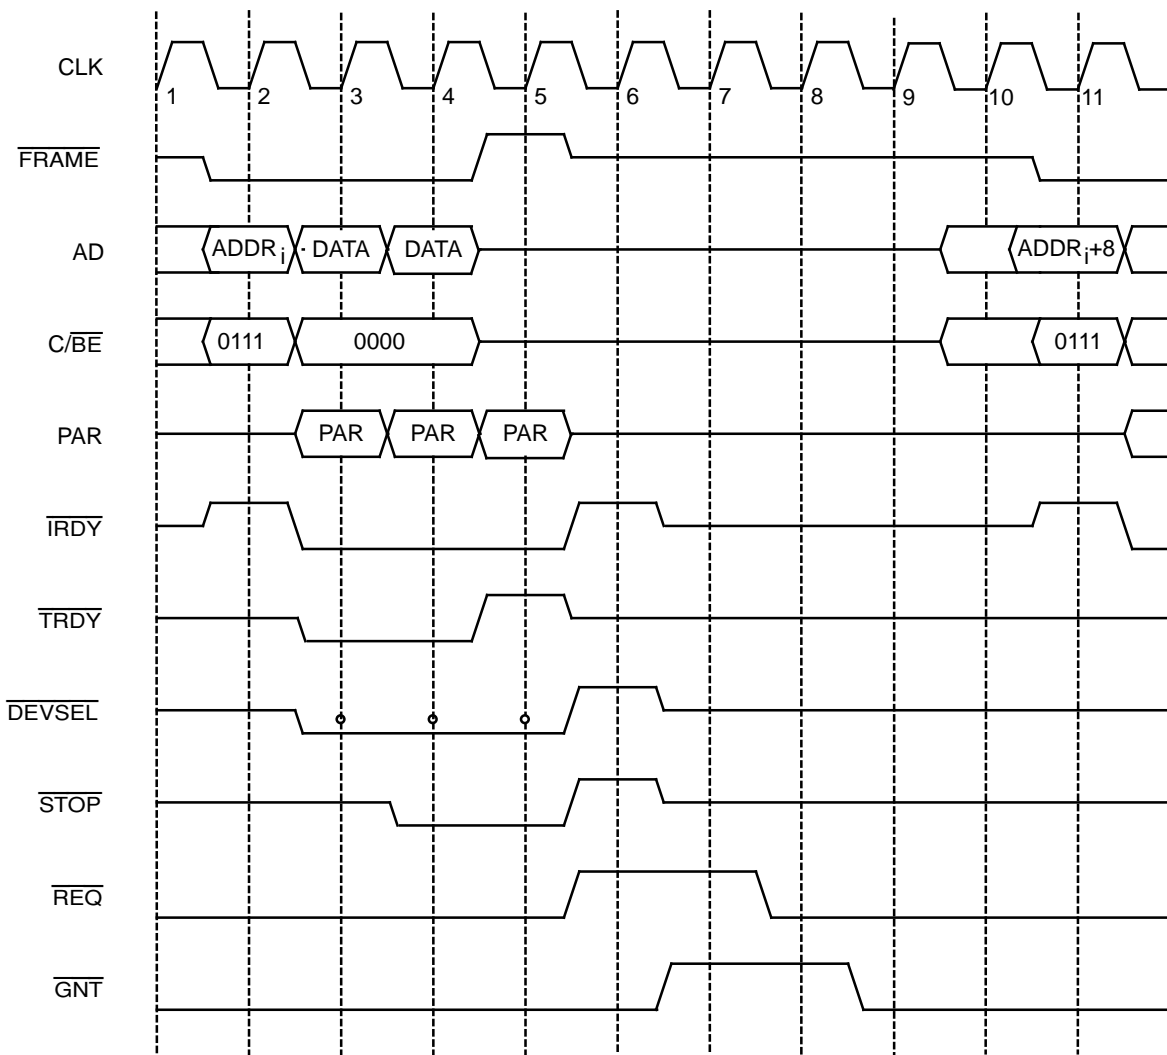 CLK
1 2 3 4 5 6 7 8 9 10 11
FRAME
AD ADDRi DATA DATA ADDRi+8
C/BE 0111 0000 0111
PAR PAR PAR PAR
IRDY
TRDY
DEVSEL
STOP
REQ
GNT